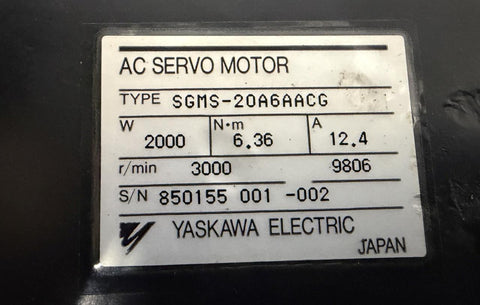 AC SERVO MOTOR
TYPE SGMS-20A6AACG
W 2000 N·m 6.36 A 12.4
r/min 3000 9806
S/N 850155 001 -002
YASKAWA ELECTRIC
JAPAN